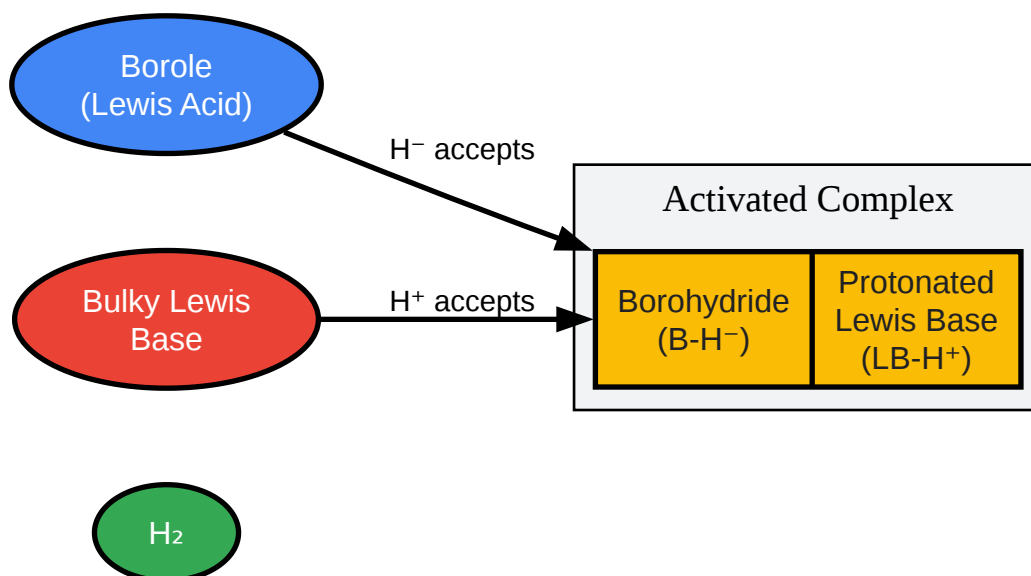 Borole
(Lewis Acid)
H⁻ accepts
Activated Complex
Bulky Lewis
Base
H⁺ accepts
Borohydride
(B-H⁻)
Protonated
Lewis Base
(LB-H⁺)
H₂